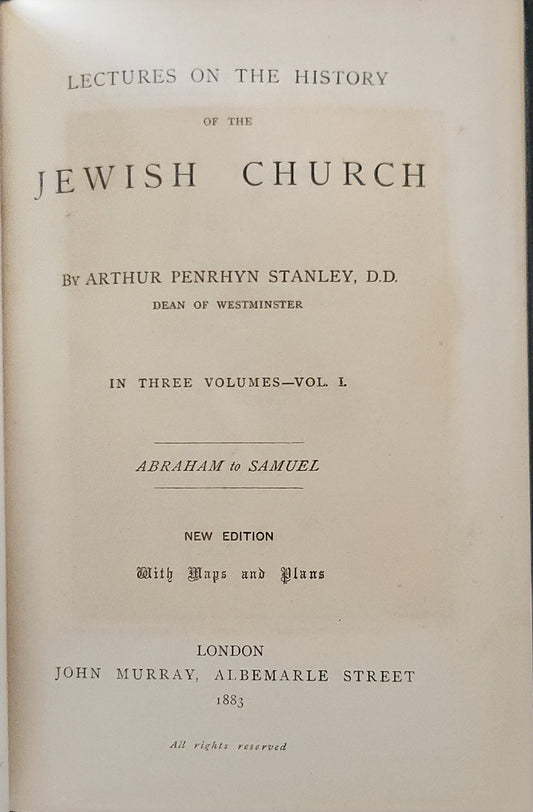 LECTURES ON THE HISTORY
OF THE
JEWISH CHURCH
BY ARTHUR PENRHYN STANLEY, D.D.
DEAN OF WESTMINSTER
IN THREE VOLUMES—VOL. I.
ABRAHAM to SAMUEL
NEW EDITION
With Maps and Plans
LONDON
JOHN MURRAY, ALBEMARLE STREET
1883
All rights reserved